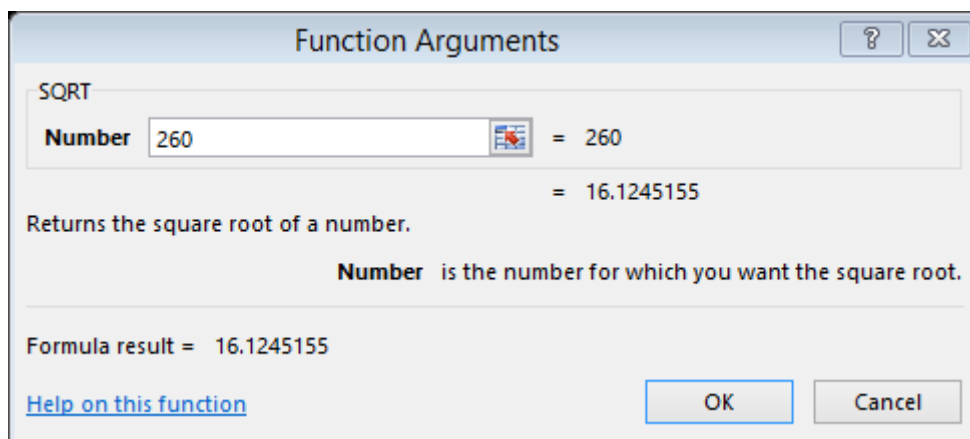 Function Arguments
SQRT
Number 260 = 260
= 16.1245155
Returns the square root of a number.
Number is the number for which you want the square root.
Formula result = 16.1245155
Help on this function OK Cancel